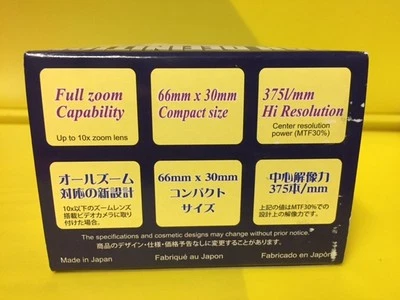 Full zoom
Capability
Up to 10x zoom lens
66mm x 30mm
Compact size
375l/mm
Hi Resolution
Center resolution
power (MTF30%)
オールズーム
対応の新設計
10x以下のズームレンズ
搭載ビデオカメラに取り
付けた場合。
66mm x 30mm
コンパクト
サイズ
中心解像力
375本/mm
上記の値はMTF30%での
設計上の解像力です。
The specifications and cosmetic designs may change without prior notice.
商品のデザイン・仕様・価格予告なしに変更することがあります。
Made in Japan
Fabriqué au Japon
Fabricado en Japón